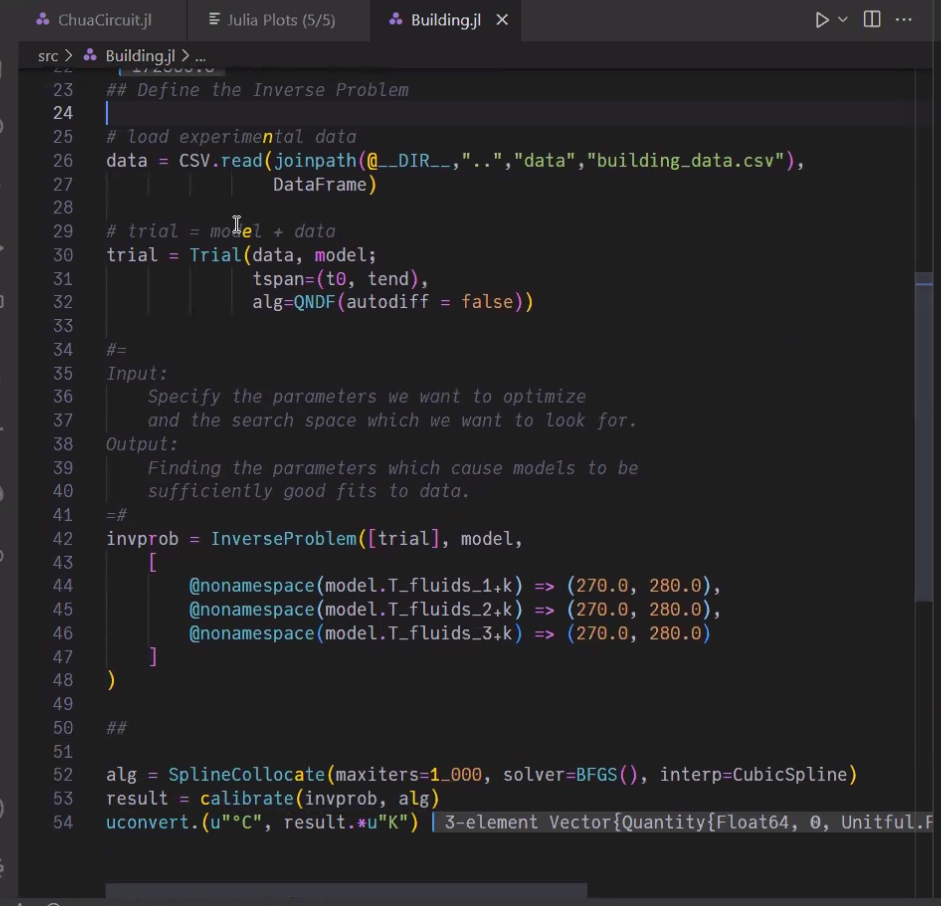 ChuaCircuit.jl Julia Plots (5/5) Building.jl
src > Building.jl > ...
22 172800.0
23 ## Define the Inverse Problem
24
25 # load experimental data
26 data = CSV.read(joinpath(@__DIR__,"..","data","building_data.csv"),
27 DataFrame)
28
29 # trial = model + data
30 trial = Trial(data, model;
31 tspan=(t0, tend),
32 alg=QNDF(autodiff = false))
33
34 #=
35 Input:
36 Specify the parameters we want to optimize
37 and the search space which we want to look for.
38 Output:
39 Finding the parameters which cause models to be
40 sufficiently good fits to data.
41 =#
42 invprob = InverseProblem([trial], model,
43 [
44 @nonamespace(model.T_fluids_1₊k) => (270.0, 280.0),
45 @nonamespace(model.T_fluids_2₊k) => (270.0, 280.0),
46 @nonamespace(model.T_fluids_3₊k) => (270.0, 280.0)
47 ]
48 )
49
50 ##
51
52 alg = SplineCollocate(maxiters=1_000, solver=BFGS(), interp=CubicSpline)
53 result = calibrate(invprob, alg)
54 uconvert.(u"°C", result.*u"K") 3-element Vector{Quantity{Float64, 0, Unitful.F